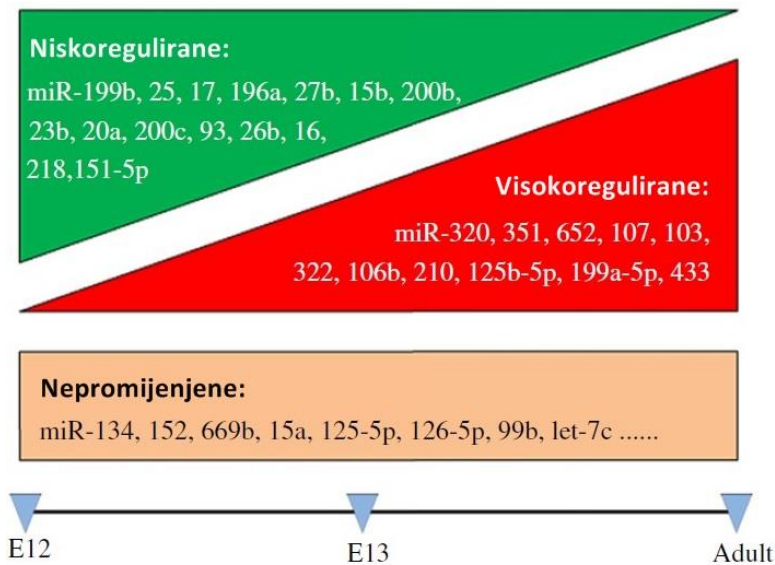 Niskoregulirane:
miR-199b, 25, 17, 196a, 27b, 15b, 200b,
23b, 20a, 200c, 93, 26b, 16,
218,151-5p
Visokoregulirane:
miR-320, 351, 652, 107, 103,
322, 106b, 210, 125b-5p, 199a-5p, 433
Nepromijenjene:
miR-134, 152, 669b, 15a, 125-5p, 126-5p, 99b, let-7c ......
E12 E13 Adult